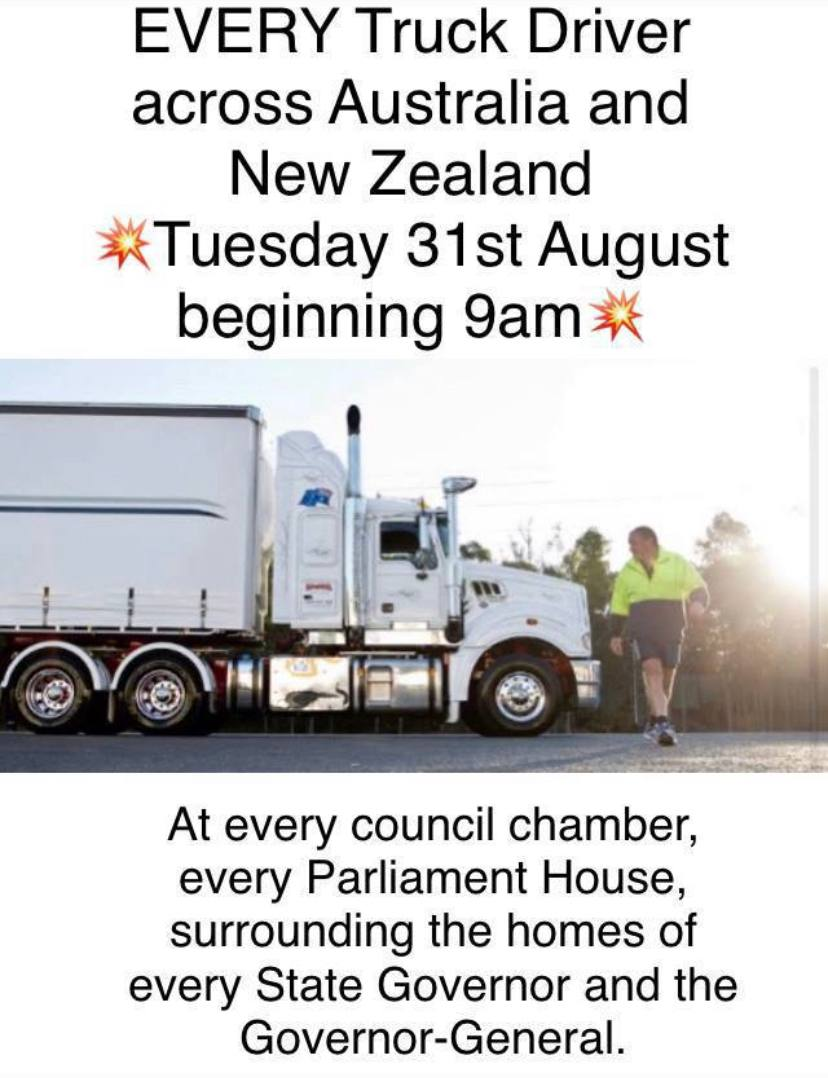 EVERY Truck Driver
across Australia and
New Zealand
💥Tuesday 31st August
beginning 9am💥
At every council chamber,
every Parliament House,
surrounding the homes of
every State Governor and the
Governor-General.